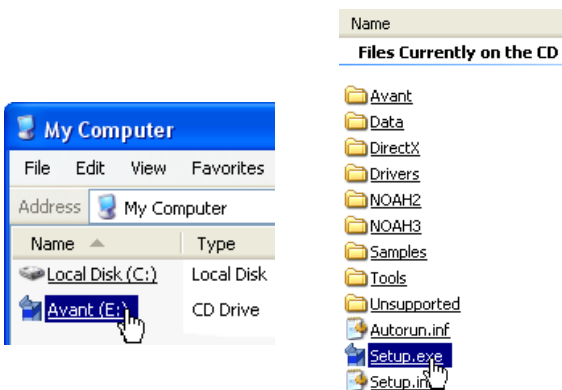 My Computer
File Edit View Favorites
Address My Computer
Name Type
Local Disk (C:) Local Disk
Avant (E:) CD Drive
Name
Files Currently on the CD
Avant
Data
DirectX
Drivers
NOAH2
NOAH3
Samples
Tools
Unsupported
Autorun.inf
Setup.exe